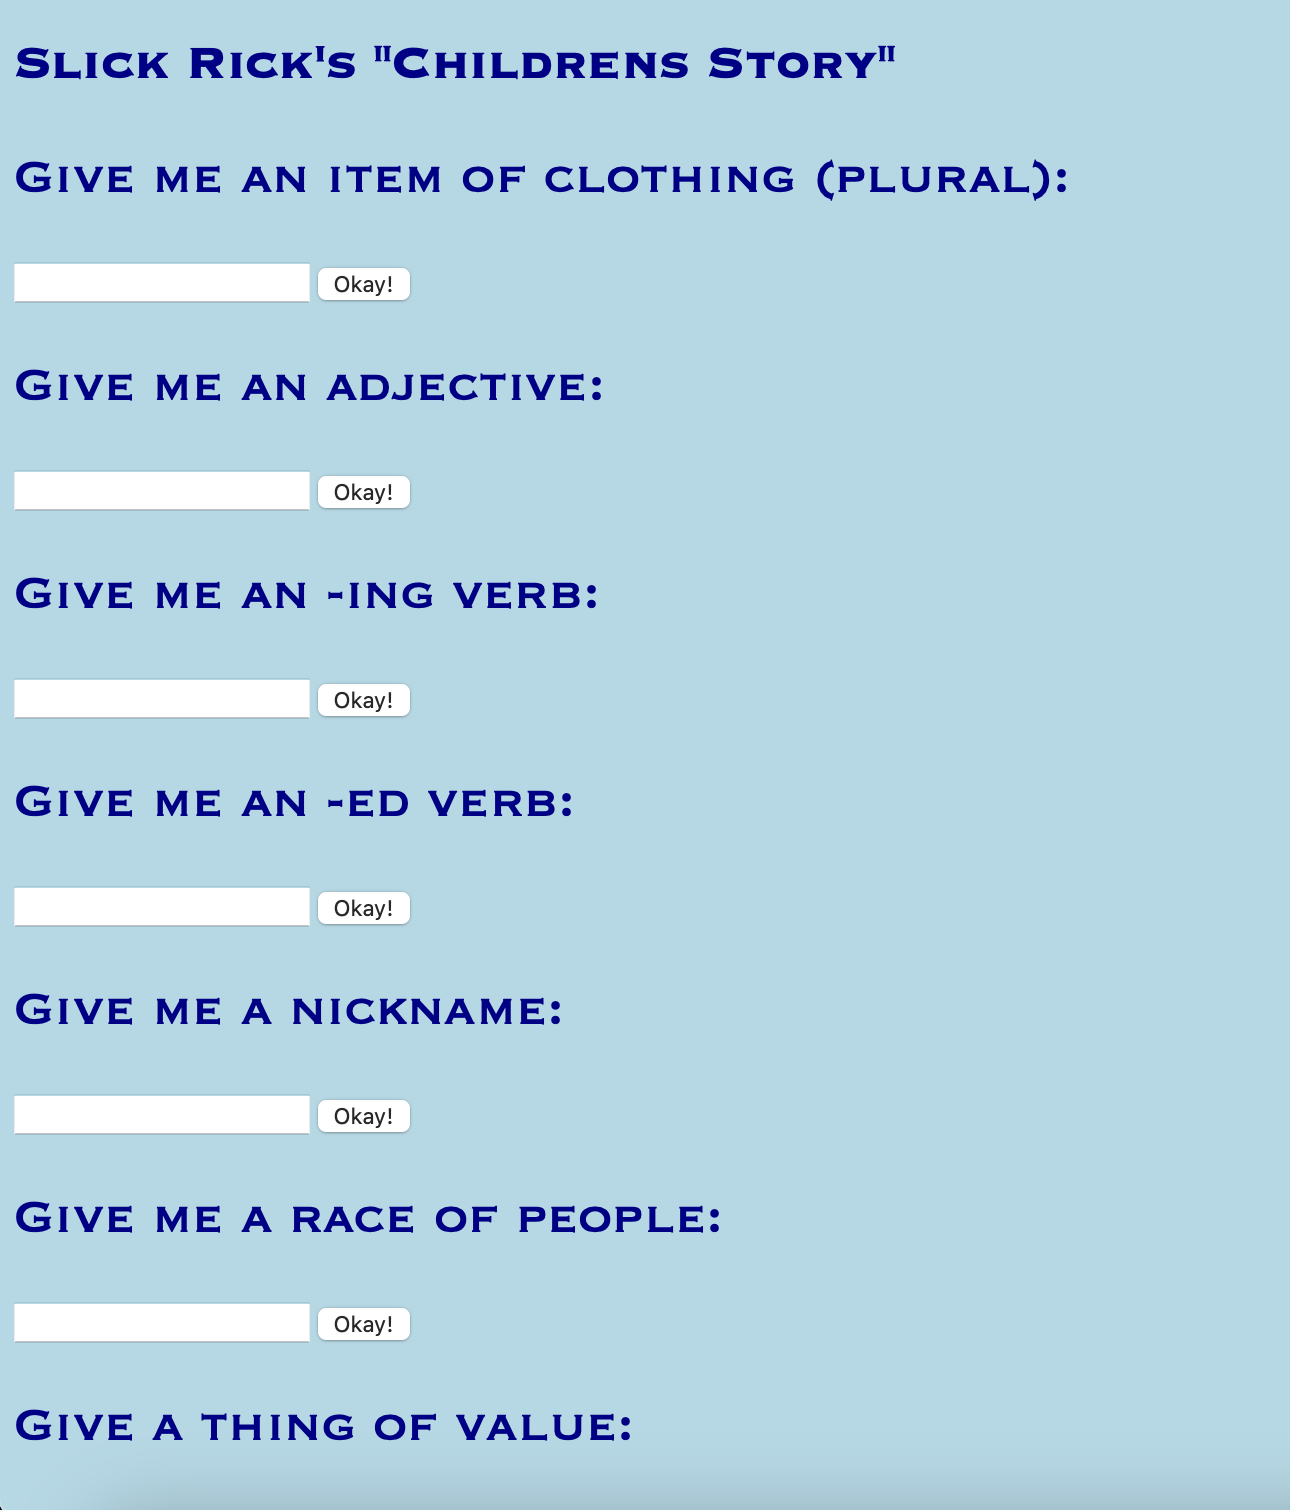 Slick Rick's "Childrens Story"
Give me an item of clothing (plural):
Okay!
Give me an adjective:
Okay!
Give me an -ing verb:
Okay!
Give me an -ed verb:
Okay!
Give me a nickname:
Okay!
Give me a race of people:
Okay!
Give a thing of value: